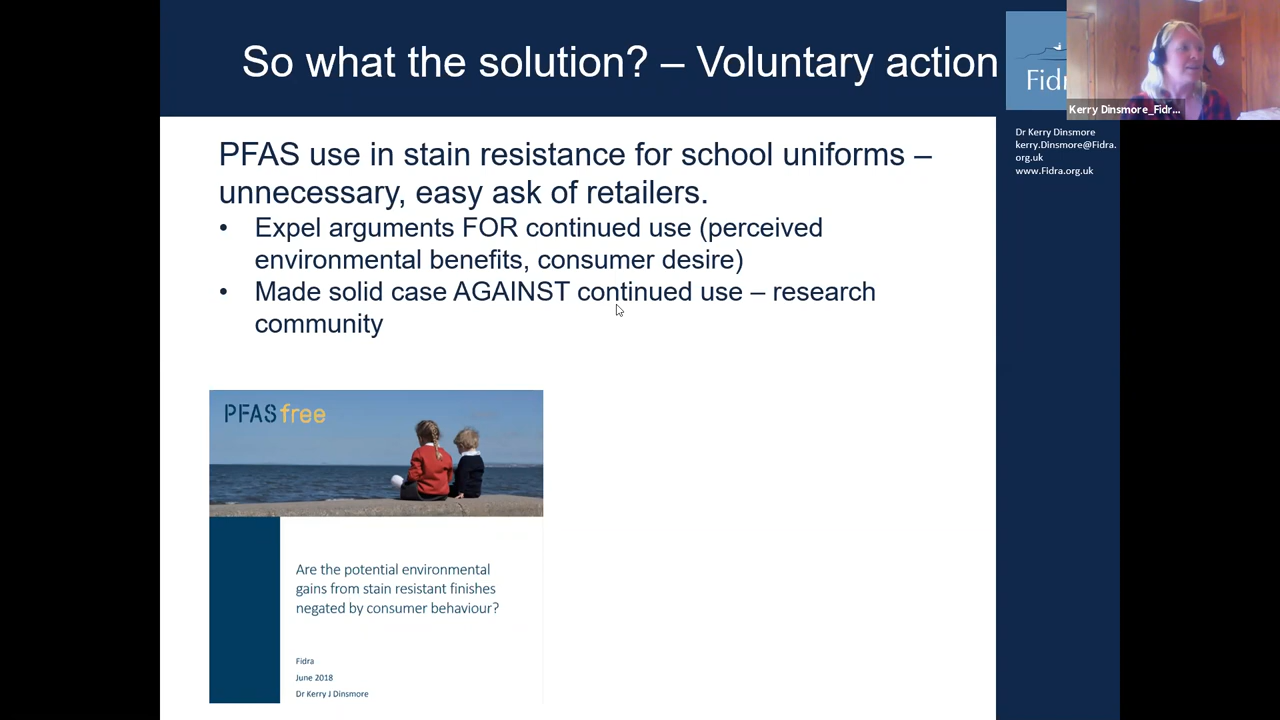 So what the solution? – Voluntary action
Kerry Dinsmore_Fidr...
Dr Kerry Dinsmore
kerry.Dinsmore@Fidra.
org.uk
www.Fidra.org.uk
PFAS use in stain resistance for school uniforms –
unnecessary, easy ask of retailers.
• Expel arguments FOR continued use (perceived
environmental benefits, consumer desire)
• Made solid case AGAINST continued use – research
community
PFAS free
Are the potential environmental
gains from stain resistant finishes
negated by consumer behaviour?
Fidra
June 2018
Dr Kerry J Dinsmore